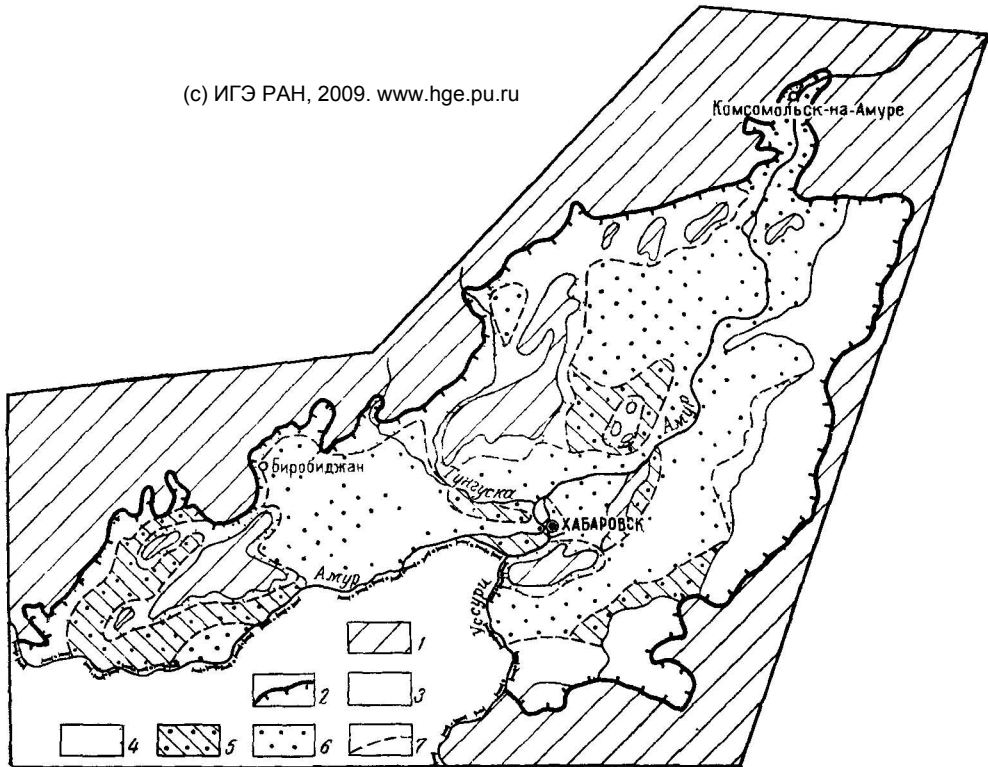 (с) ИГЭ РАН, 2009. www.hge.pu.ru
Комсомольск-на-Амуре
Амур
Биробиджан
Тунгуска
ХАБАРОВСК
Амур
Уссури
1
2
3
4
5
6
7